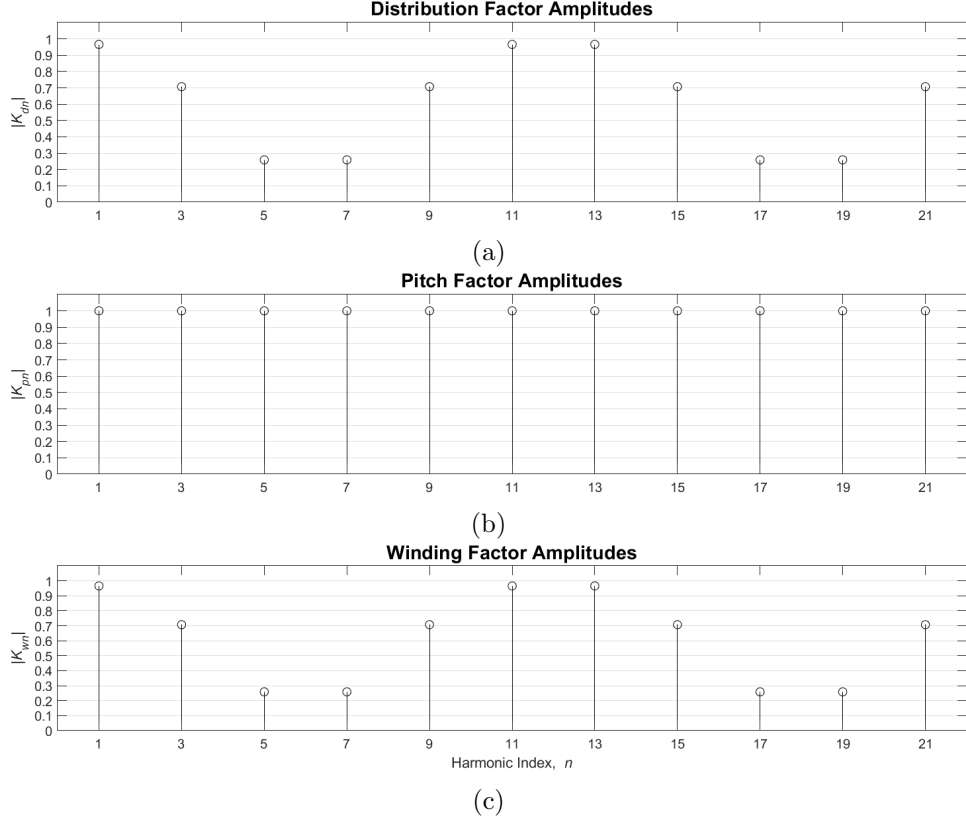 Distribution Factor Amplitudes
|K_dn|
1
0.9
0.8
0.7
0.6
0.5
0.4
0.3
0.2
0.1
0
1 3 5 7 9 11 13 15 17 19 21
(a)
Pitch Factor Amplitudes
|K_pn|
1
0.9
0.8
0.7
0.6
0.5
0.4
0.3
0.2
0.1
0
1 3 5 7 9 11 13 15 17 19 21
(b)
Winding Factor Amplitudes
|K_wn|
1
0.9
0.8
0.7
0.6
0.5
0.4
0.3
0.2
0.1
0
1 3 5 7 9 11 13 15 17 19 21
Harmonic Index, n
(c)